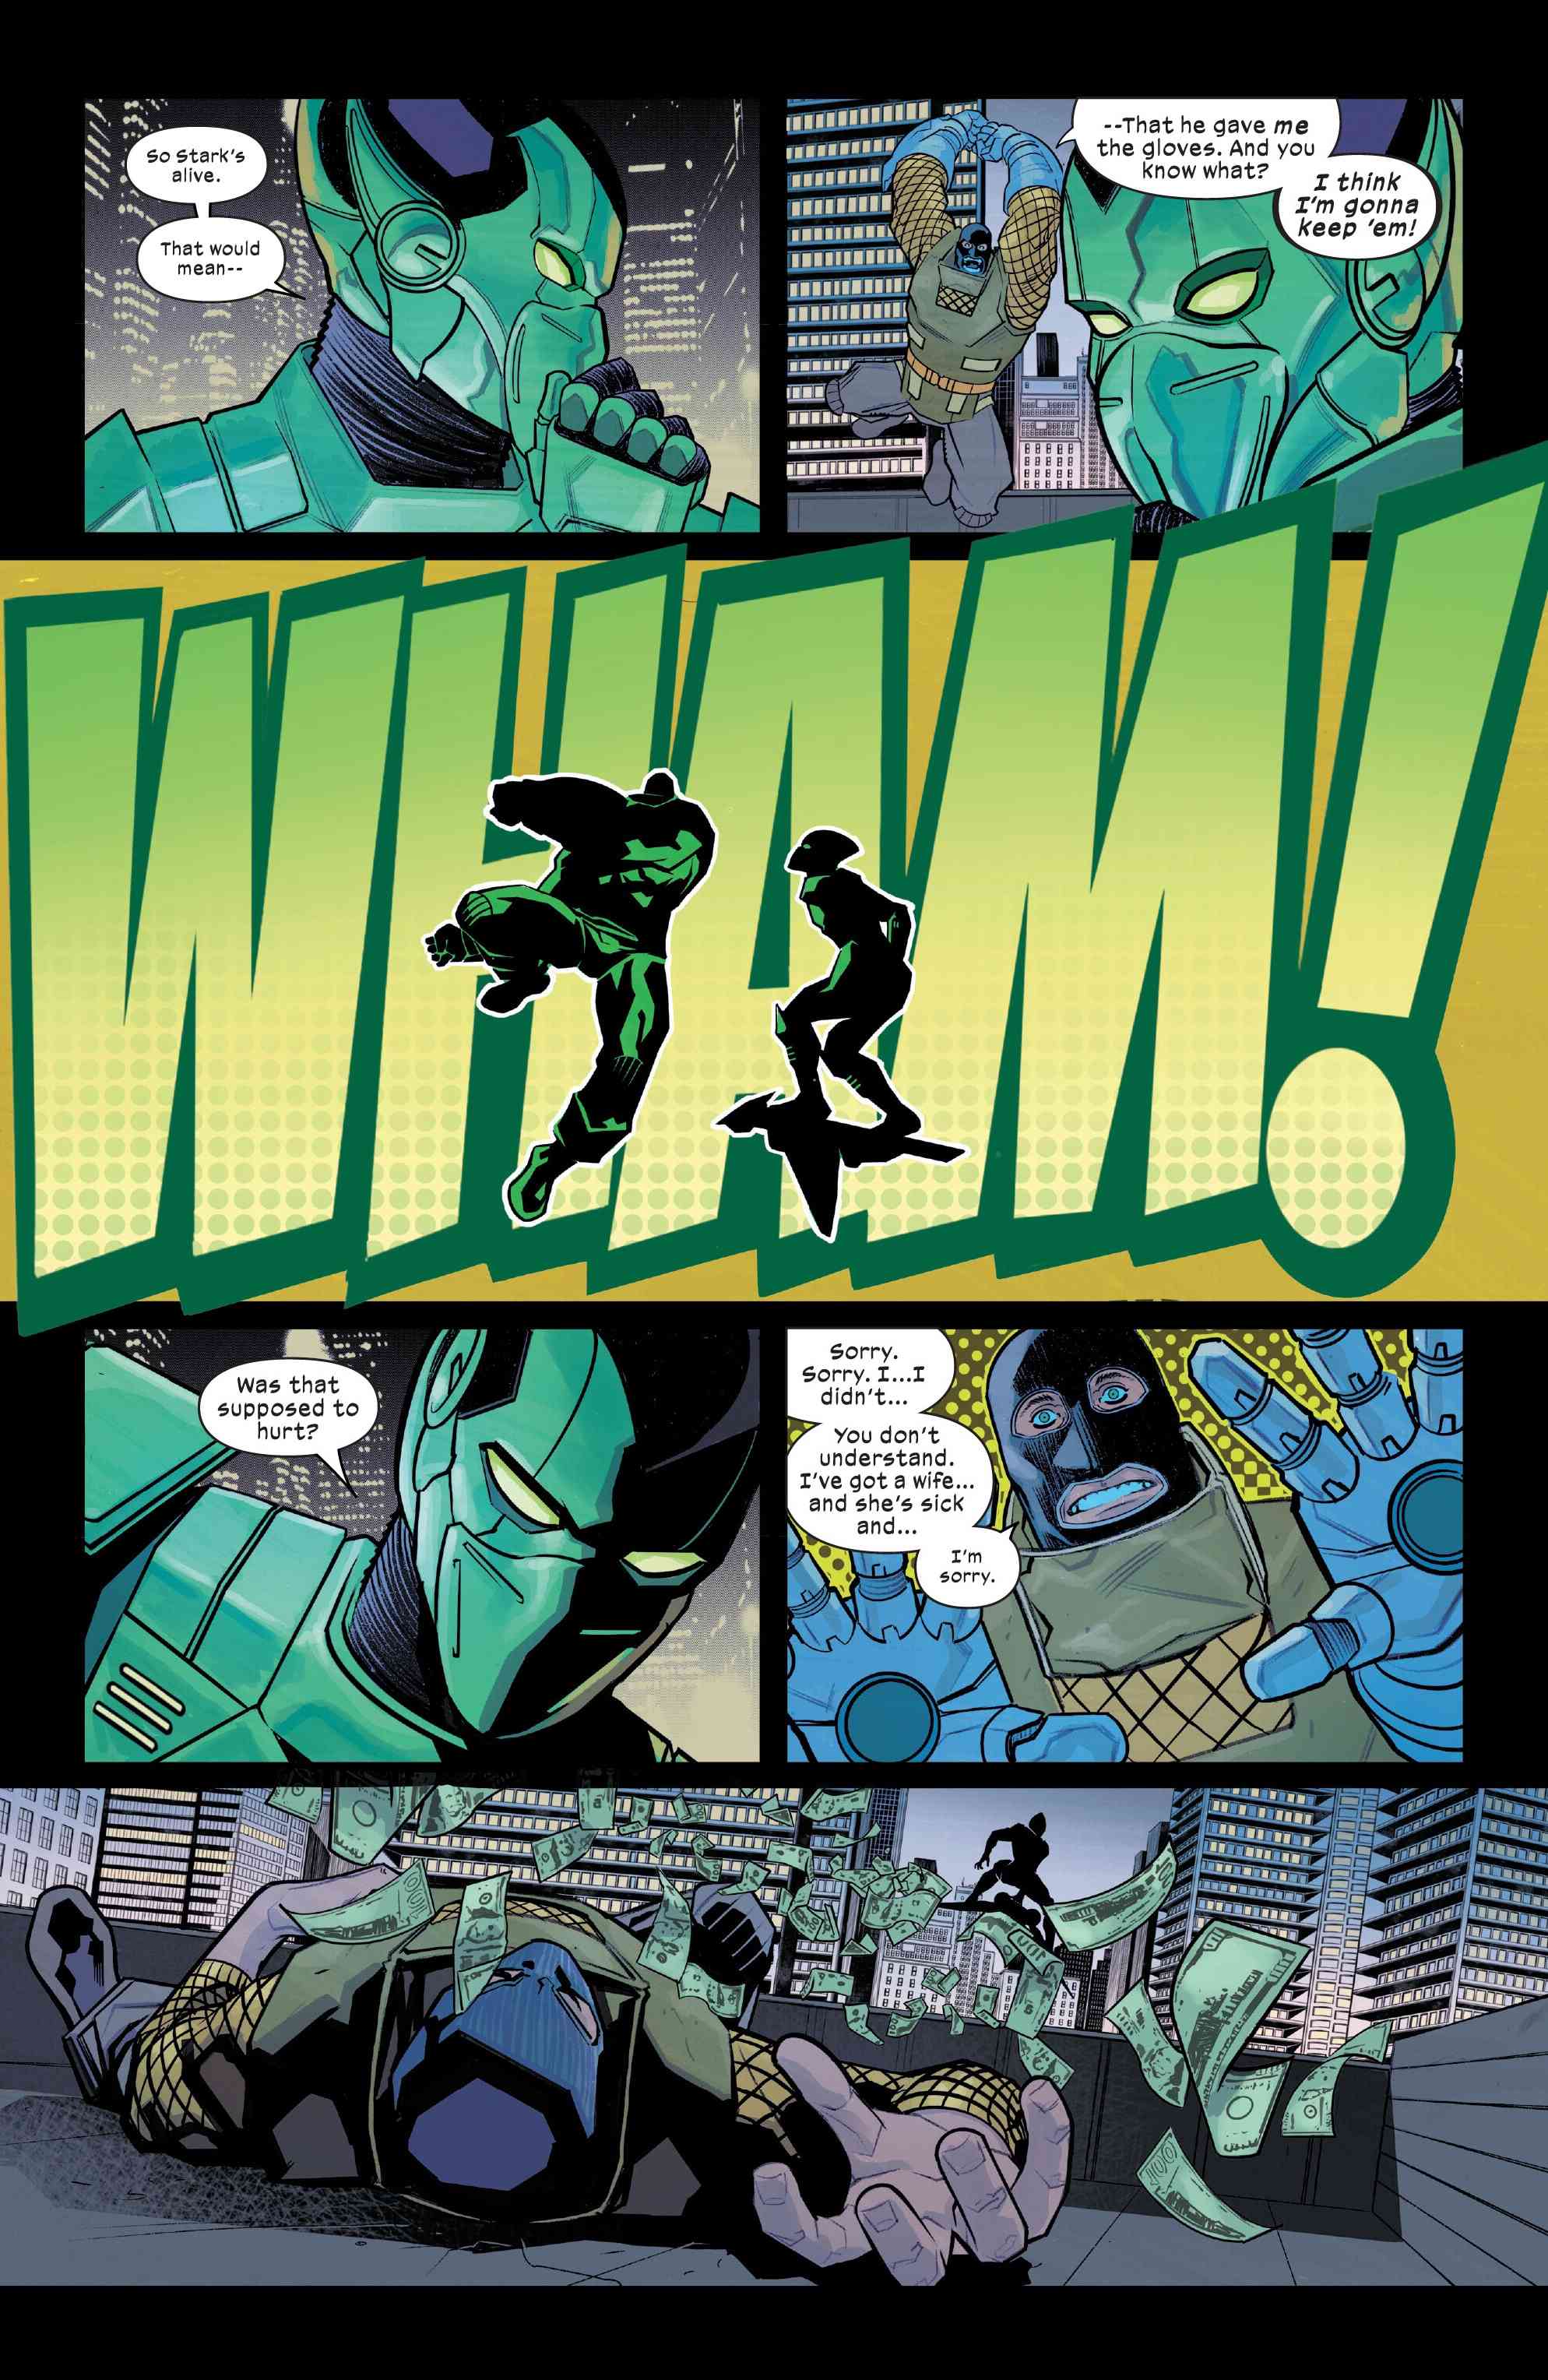 So Stark's
alive.
That would
mean--
--That he gave me
the gloves. And you
know what?
I think
I'm gonna
keep 'em!
WHAM!
Was that
supposed to
hurt?
Sorry.
Sorry. I...I
didn't...
You don't
understand.
I've got a wife...
and she's sick
and...
I'm
sorry.